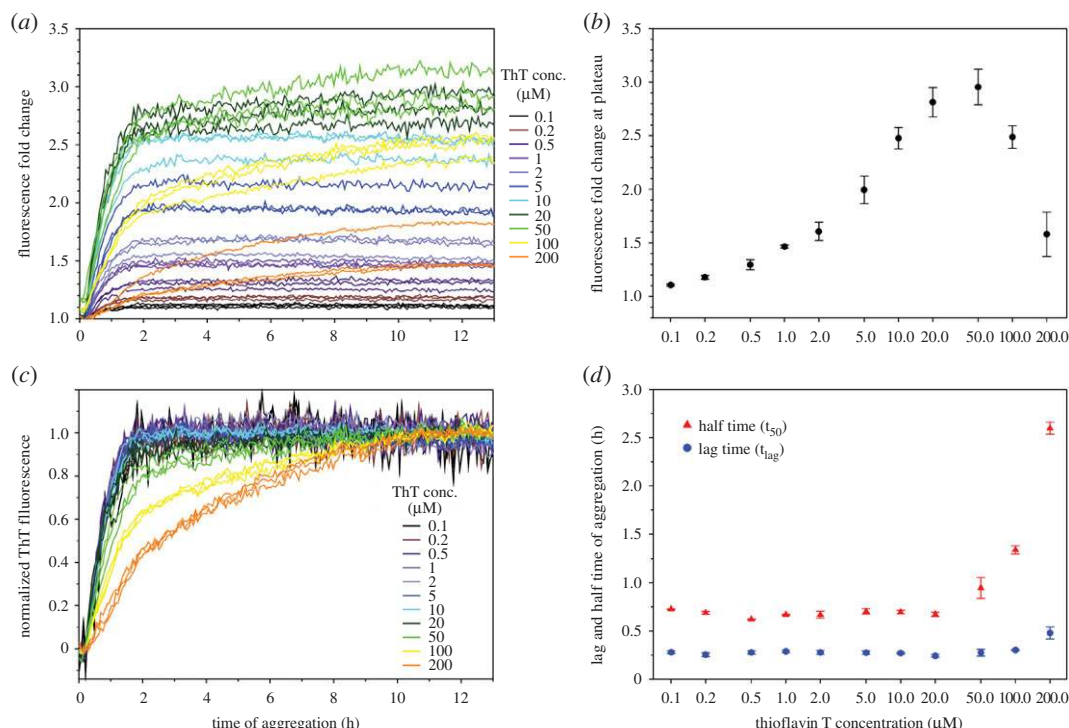 (a)
3.5
3.0
2.5
2.0
1.5
1.0
fluorescence fold change
0 2 4 6 8 10 12
ThT conc.
(μM)
0.1
0.2
0.5
1
2
5
10
20
50
100
200
(b)
3.5
3.0
2.5
2.0
1.5
1.0
fluorescence fold change at plateau
0.1 0.2 0.5 1.0 2.0 5.0 10.0 20.0 50.0 100.0 200.0
(c)
1.0
0.8
0.6
0.4
0.2
0
normalized ThT flluorescence
ThT conc.
(μM)
0.1
0.2
0.5
1
2
5
10
20
50
100
200
0 2 4 6 8 10 12
time of aggregation (h)
(d)
3.0
2.5
2.0
1.5
1.0
0.5
0
lag and half time of aggregation (h)
half time (t50)
lag time (tlag)
0.1 0.2 0.5 1.0 2.0 5.0 10.0 20.0 50.0 100.0 200.0
thioflavin T concentration (μM)